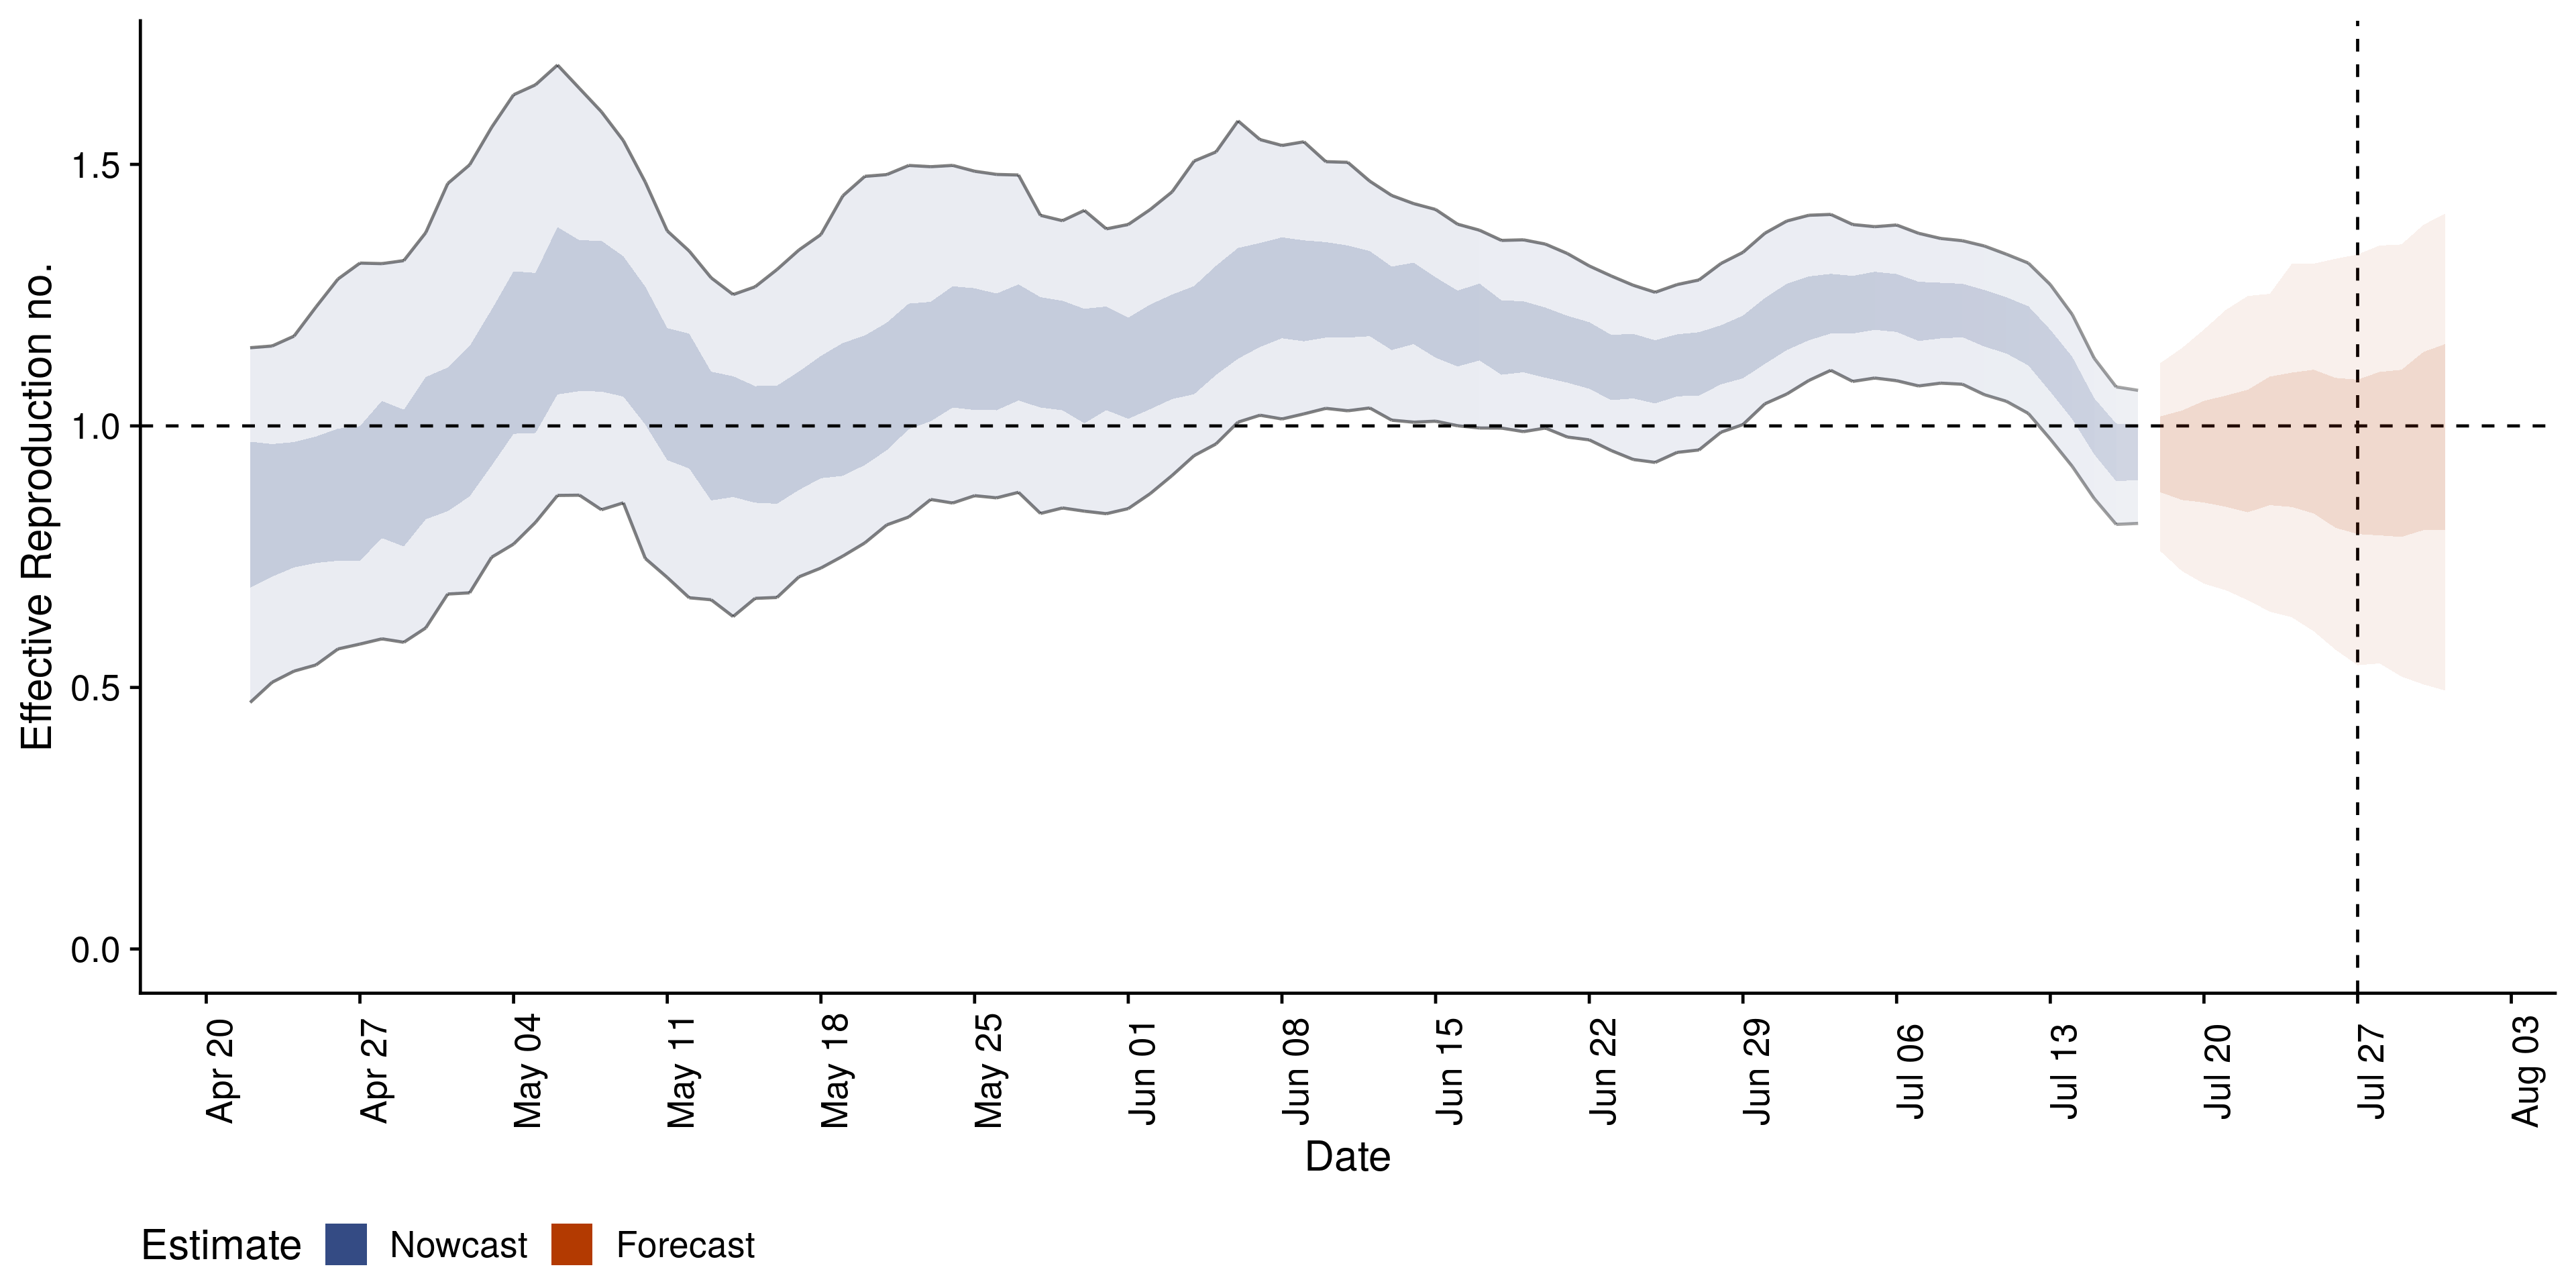 Effective Reproduction no.
1.5
1.0
0.5
0.0
Apr 20
Apr 27
May 04
May 11
May 18
May 25
Jun 01
Jun 08
Jun 15
Jun 22
Jun 29
Jul 06
Jul 13
Jul 20
Jul 27
Aug 03
Date
Estimate Nowcast Forecast